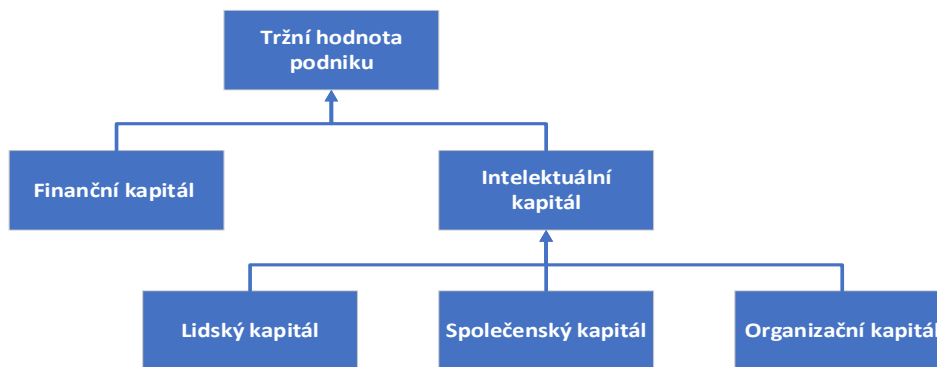 Tržní hodnota
podniku
Finanční kapitál
Intelektuální
kapitál
Lidský kapitál
Společenský kapitál
Organizační kapitál